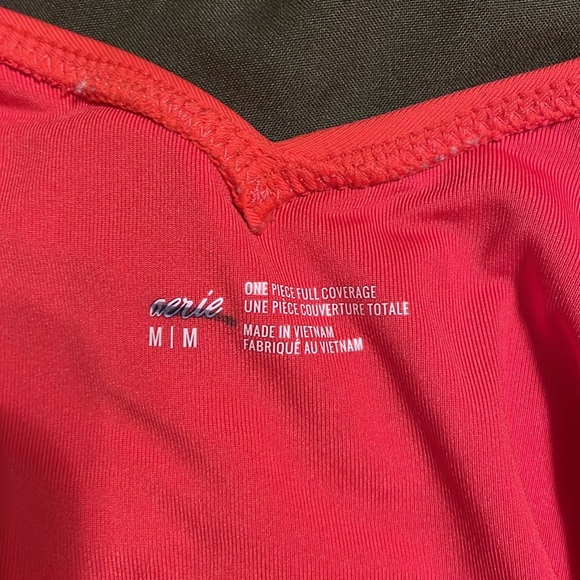 aerie
M | M
ONE PIECE FULL COVERAGE
UNE PIÈCE COUVERTURE TOTALE
MADE IN VIETNAM
FABRIQUÉ AU VIETNAM